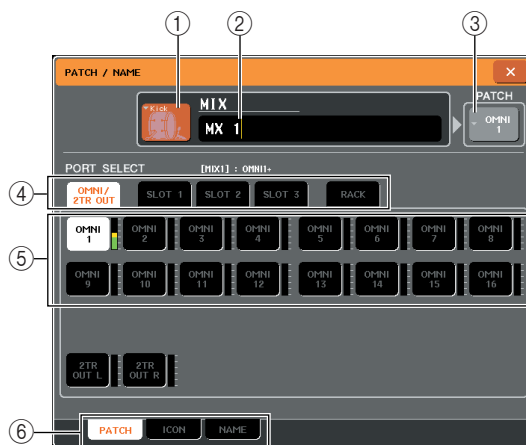 ① ② ③
PATCH / NAME
×
PATCH
Kick
MIX
MX 1
OMNI 1
PORT SELECT [MIX1] : OMNI1+
④
OMNI/ 2TR OUT SLOT 1 SLOT 2 SLOT 3 RACK
⑤
OMNI 1 OMNI 2 OMNI 3 OMNI 4 OMNI 5 OMNI 6 OMNI 7 OMNI 8
OMNI 9 OMNI 10 OMNI 11 OMNI 12 OMNI 13 OMNI 14 OMNI 15 OMNI 16
2TR OUT L 2TR OUT R
⑥
PATCH ICON NAME